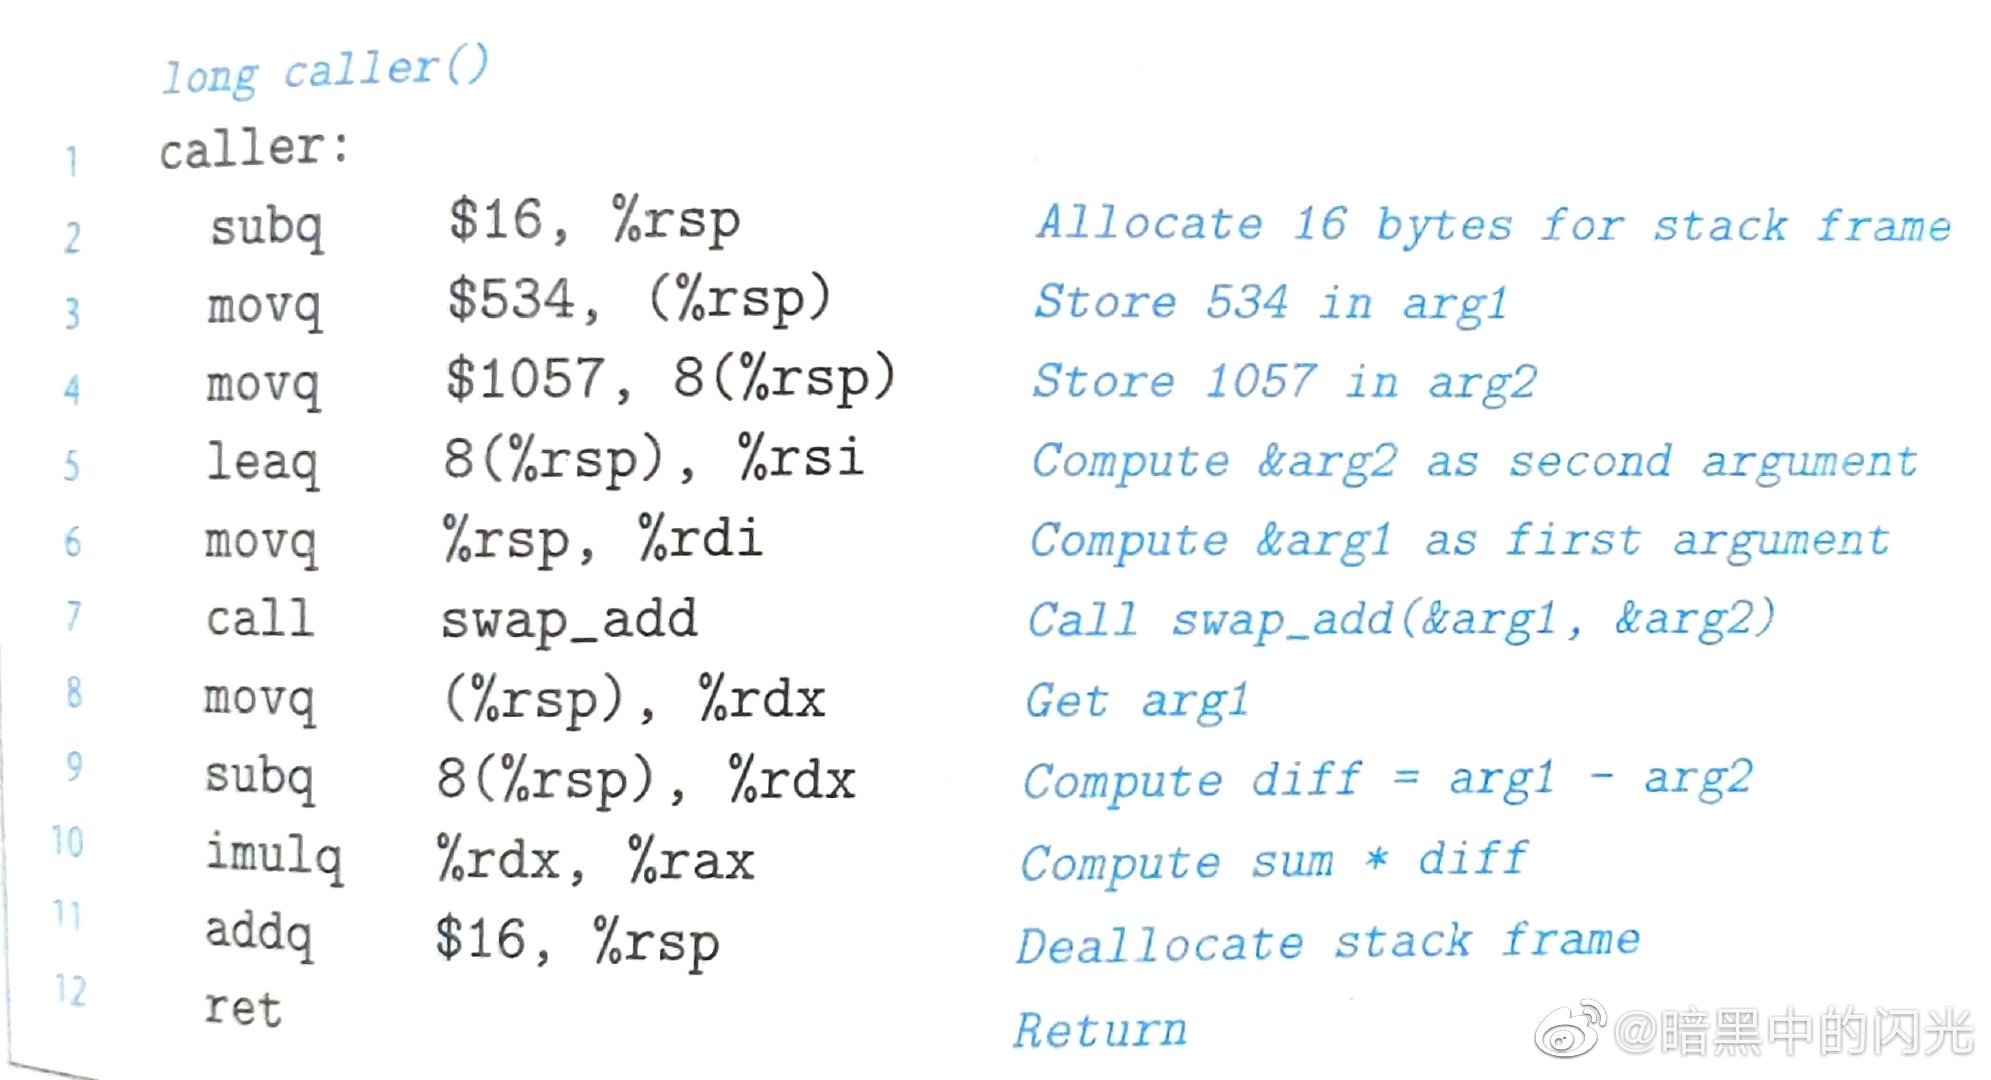 long caller()
1 caller:
2 subq $16, %rsp Allocate 16 bytes for stack frame
3 movq $534, (%rsp) Store 534 in arg1
4 movq $1057, 8(%rsp) Store 1057 in arg2
5 leaq 8(%rsp), %rsi Compute &arg2 as second argument
6 movq %rsp, %rdi Compute &arg1 as first argument
7 call swap_add Call swap_add(&arg1, &arg2)
8 movq (%rsp), %rdx Get arg1
9 subq 8(%rsp), %rdx Compute diff = arg1 - arg2
10 imulq %rdx, %rax Compute sum * diff
11 addq $16, %rsp Deallocate stack frame
12 ret Return
@暗黑中的闪光